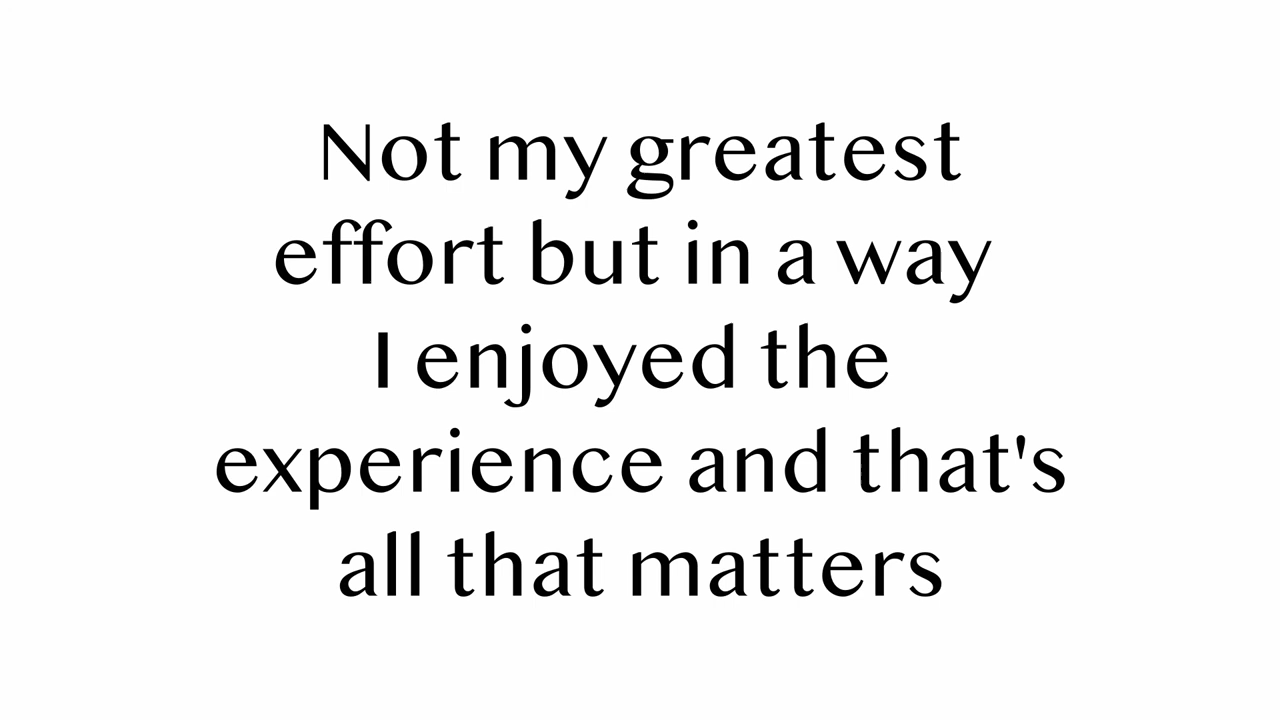 Not my greatest
effort but in a way
I enjoyed the
experience and that's
all that matters